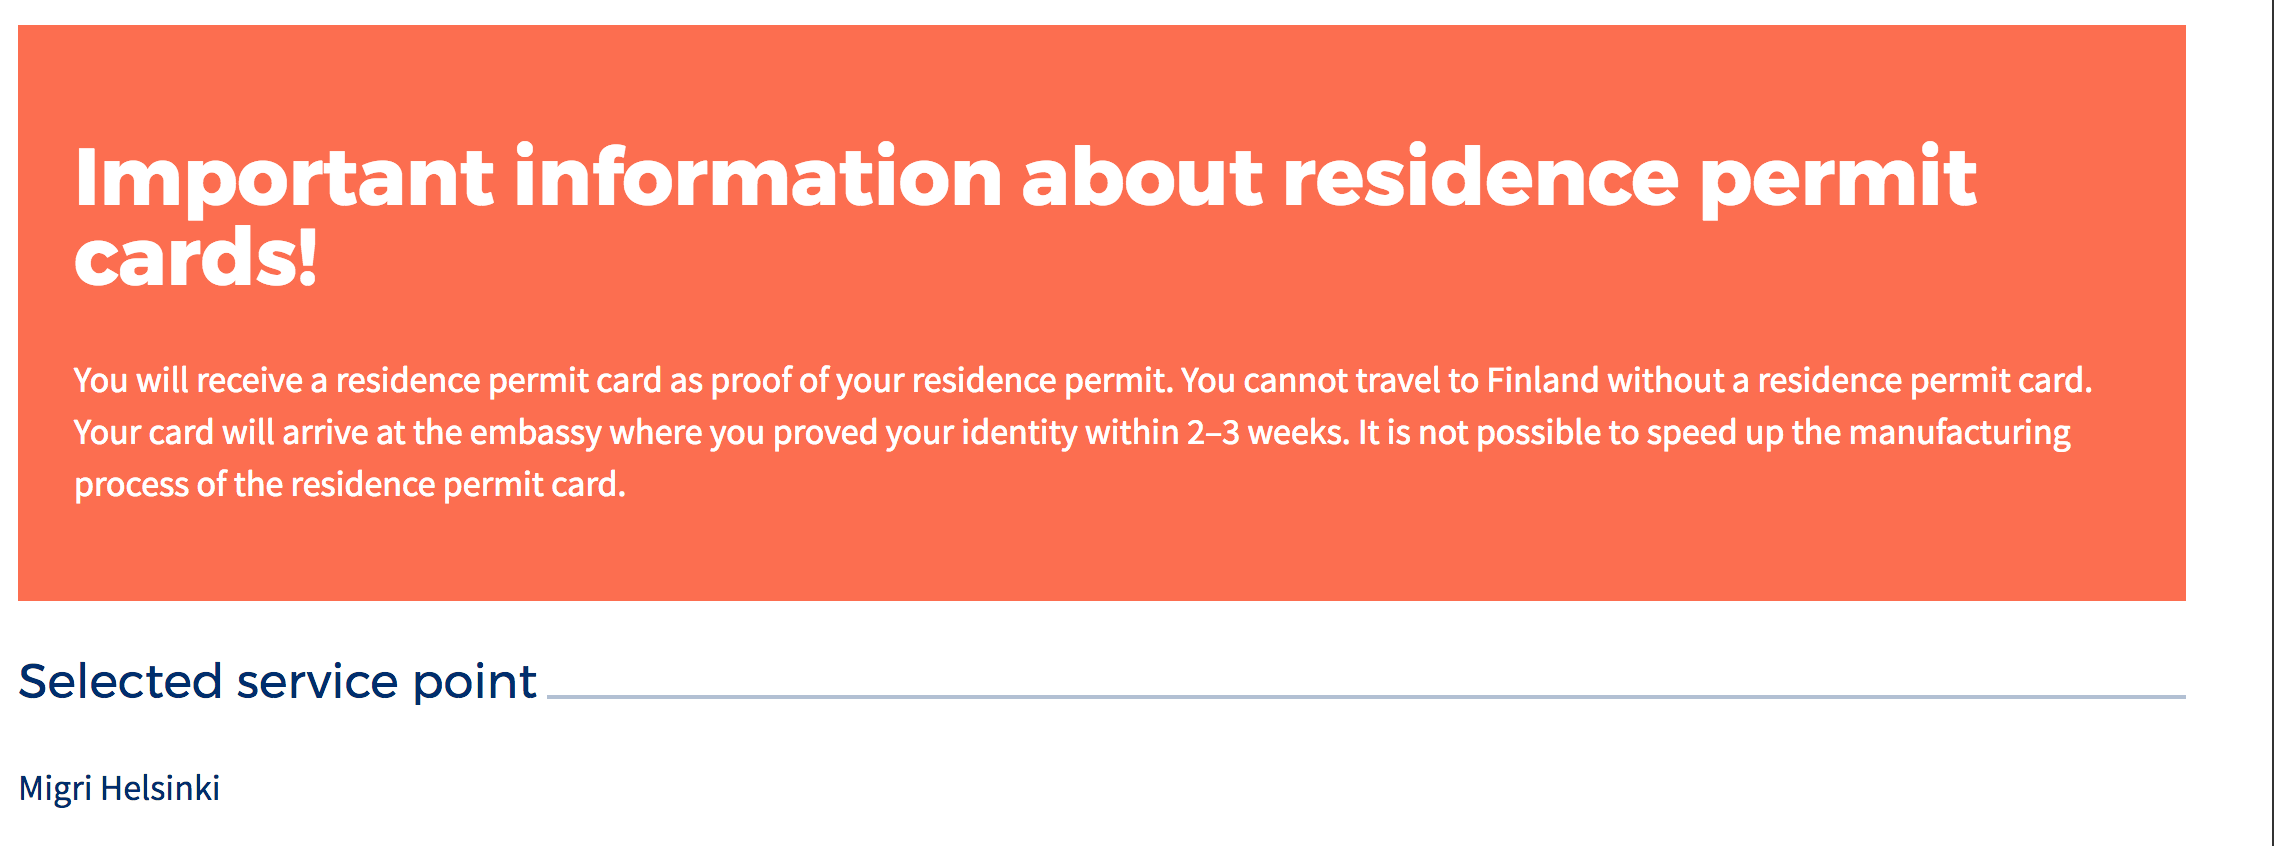 Important information about residence permit
cards!
You will receive a residence permit card as proof of your residence permit. You cannot travel to Finland without a residence permit card.
Your card will arrive at the embassy where you proved your identity within 2–3 weeks. It is not possible to speed up the manufacturing
process of the residence permit card.
Selected service point
Migri Helsinki